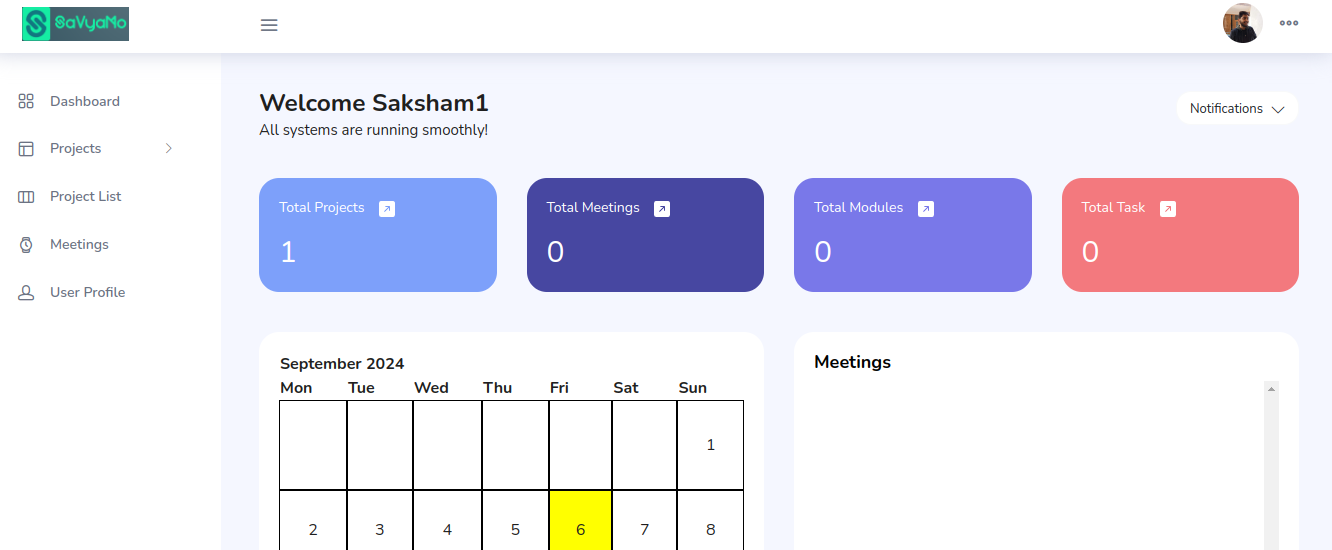 SaVyaMo
Dashboard
Projects
Project List
Meetings
User Profile
Welcome Saksham1
All systems are running smoothly!
Notifications
Total Projects
1
Total Meetings
0
Total Modules
0
Total Task
0
September 2024
Mon Tue Wed Thu Fri Sat Sun
1
2 3 4 5 6 7 8
Meetings